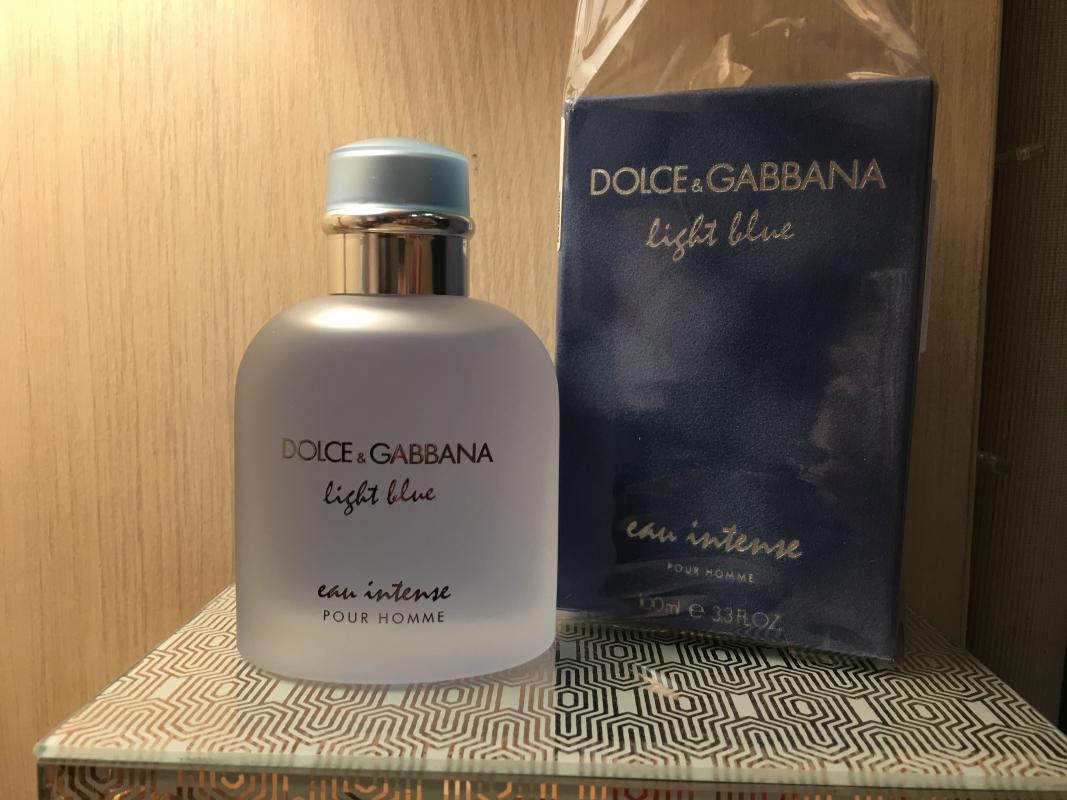 DOLCE & GABBANA
light blue
eau intense
POUR HOMME
DOLCE & GABBANA
light blue
eau intense
POUR HOMME
100ml e 3.3 FL.OZ.